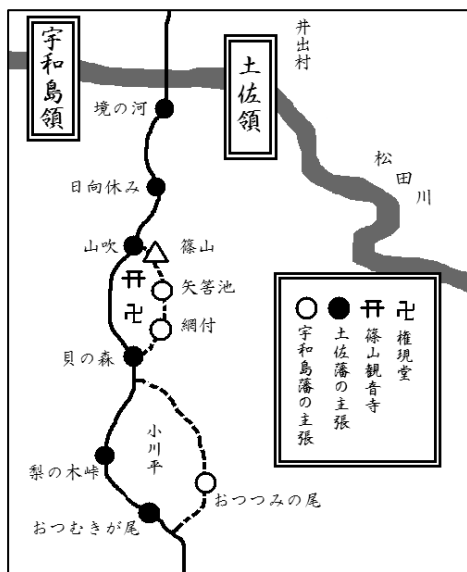 宇和島領
土佐領
井出村
松田川
境の河
日向休み
山吹
篠山
矢筈池
網付
貝の森
小川平
梨の木峠
おつつみの尾
おつむきが尾
権現堂
篠山観音寺
土佐藩の主張
宇和島藩の主張